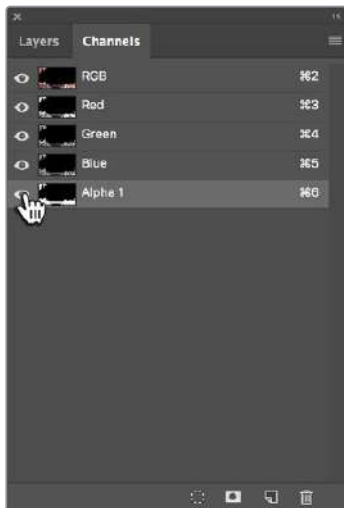 Layers Channels
RGB ⌘2
Red ⌘3
Green ⌘4
Blue ⌘5
Alpha 1 ⌘6